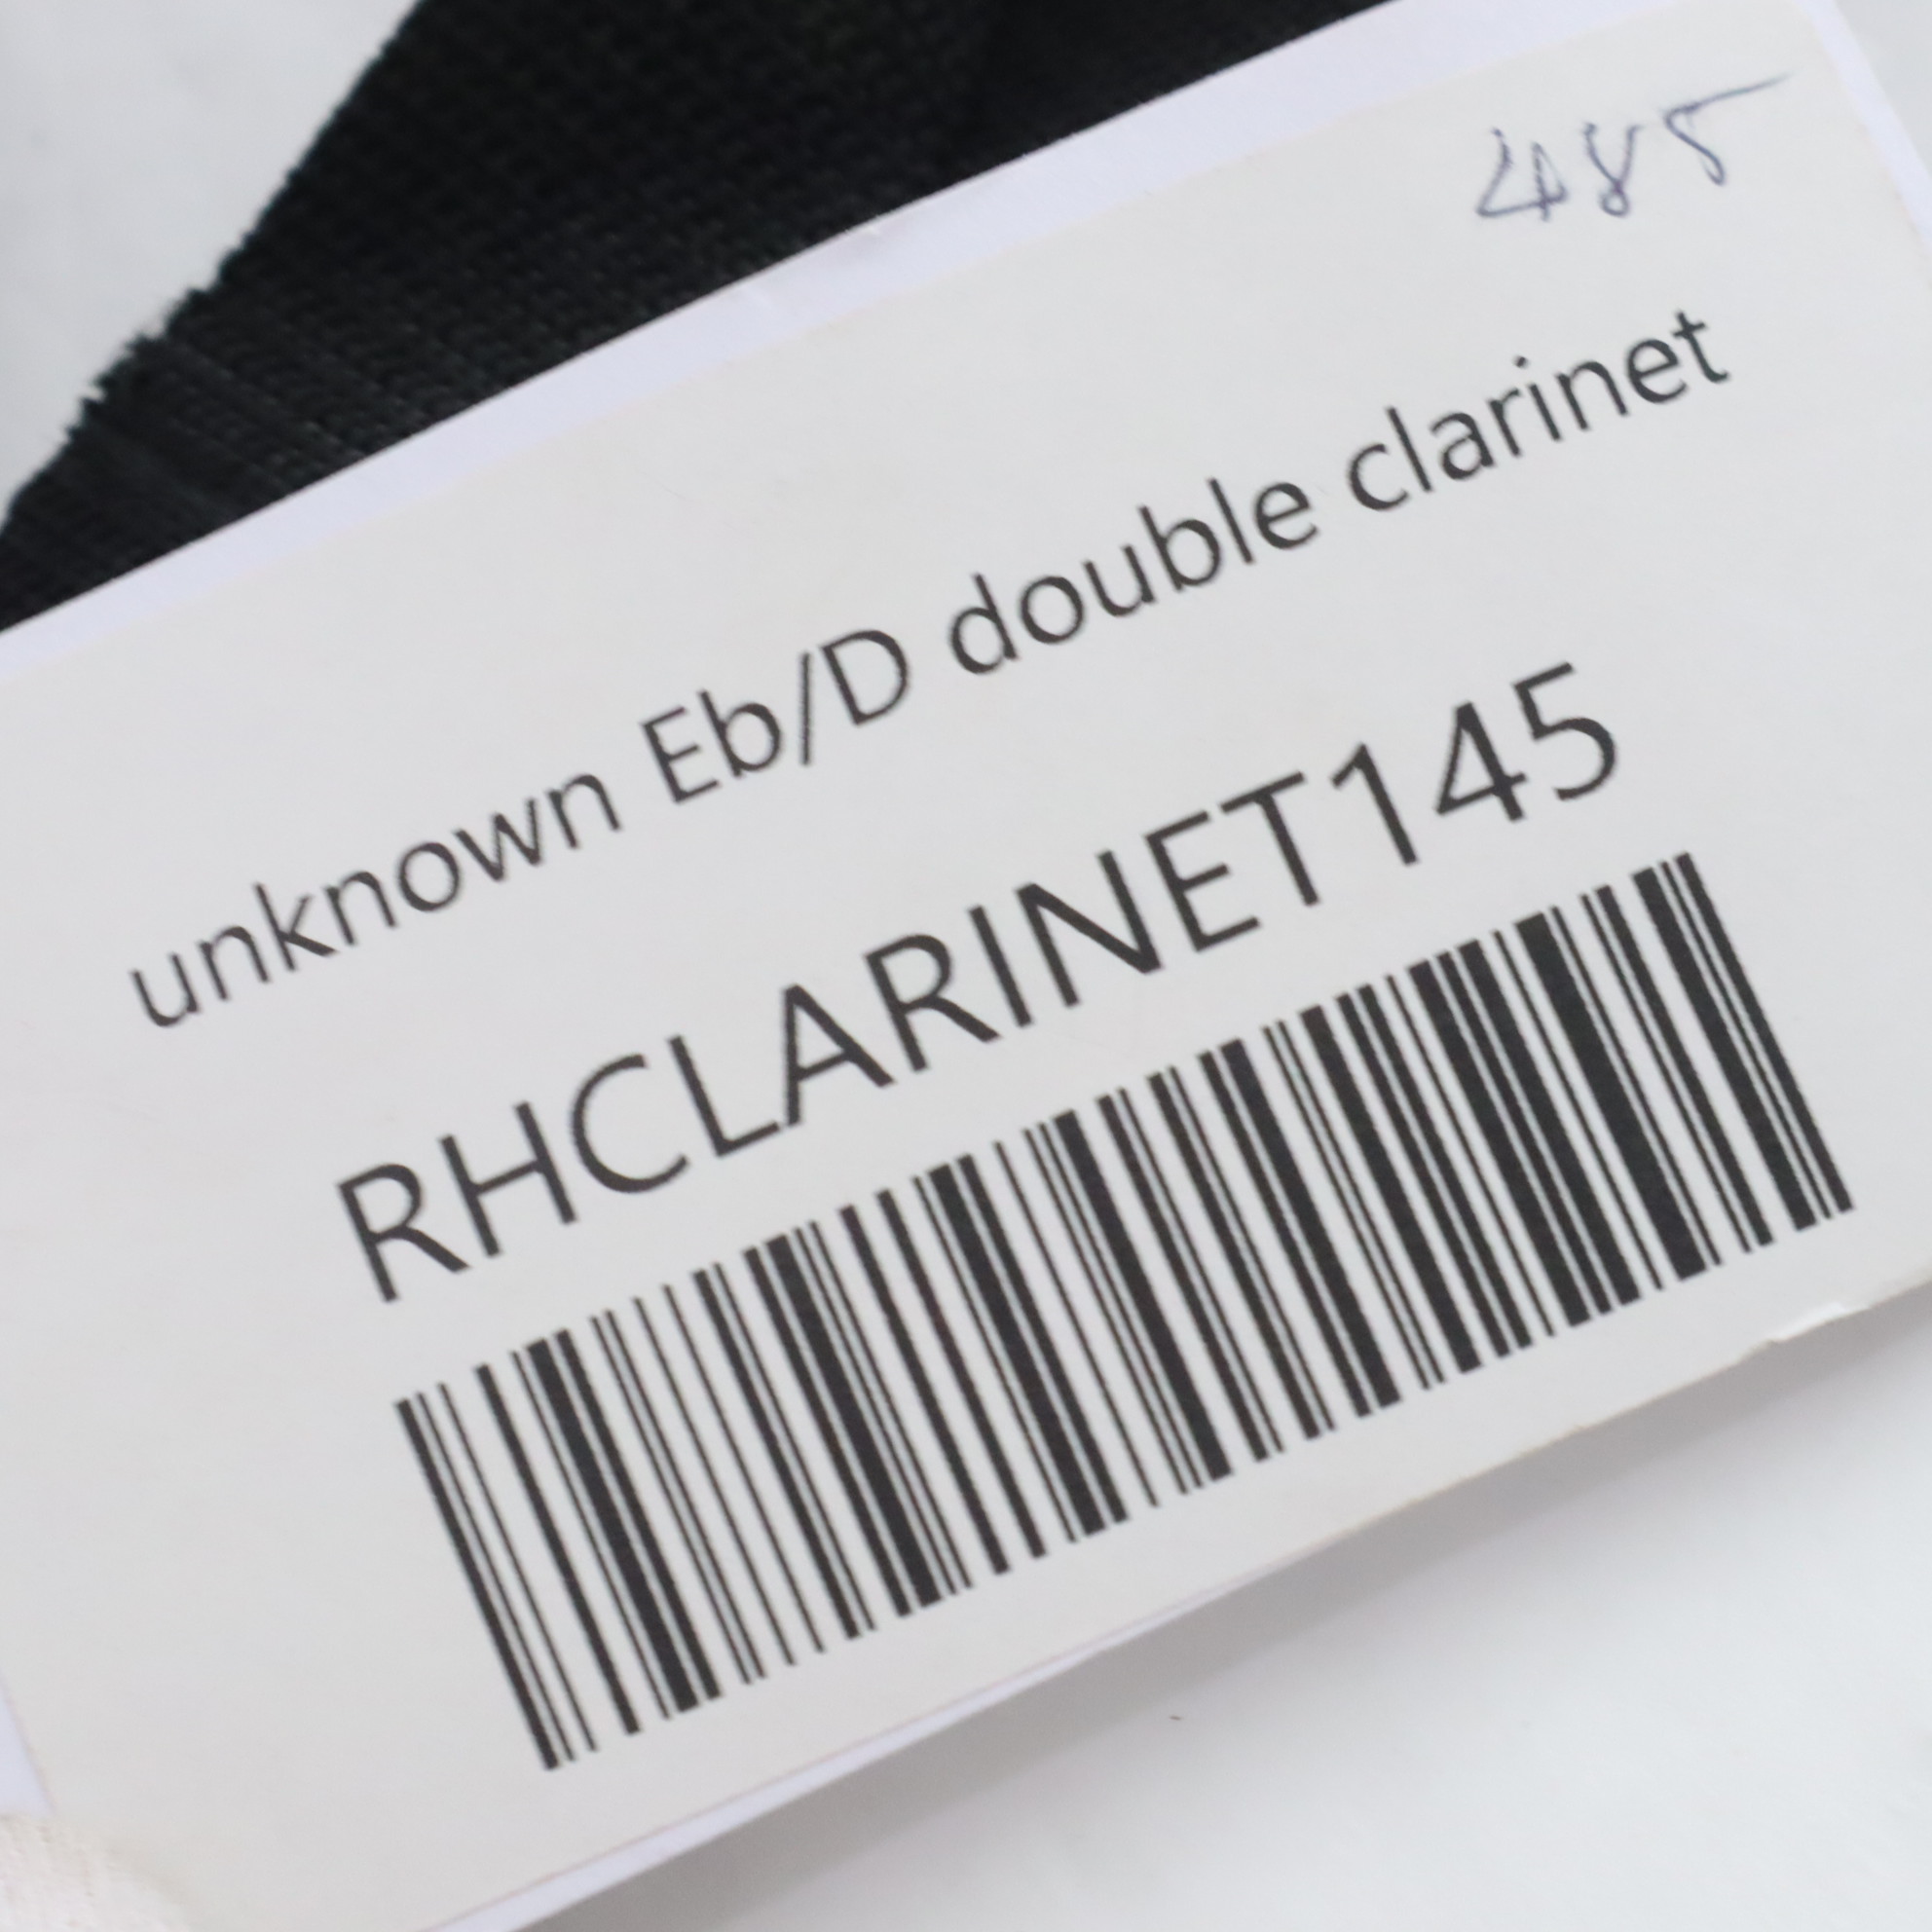 485
unknown Eb/D double clarinet
RHCLARINET145